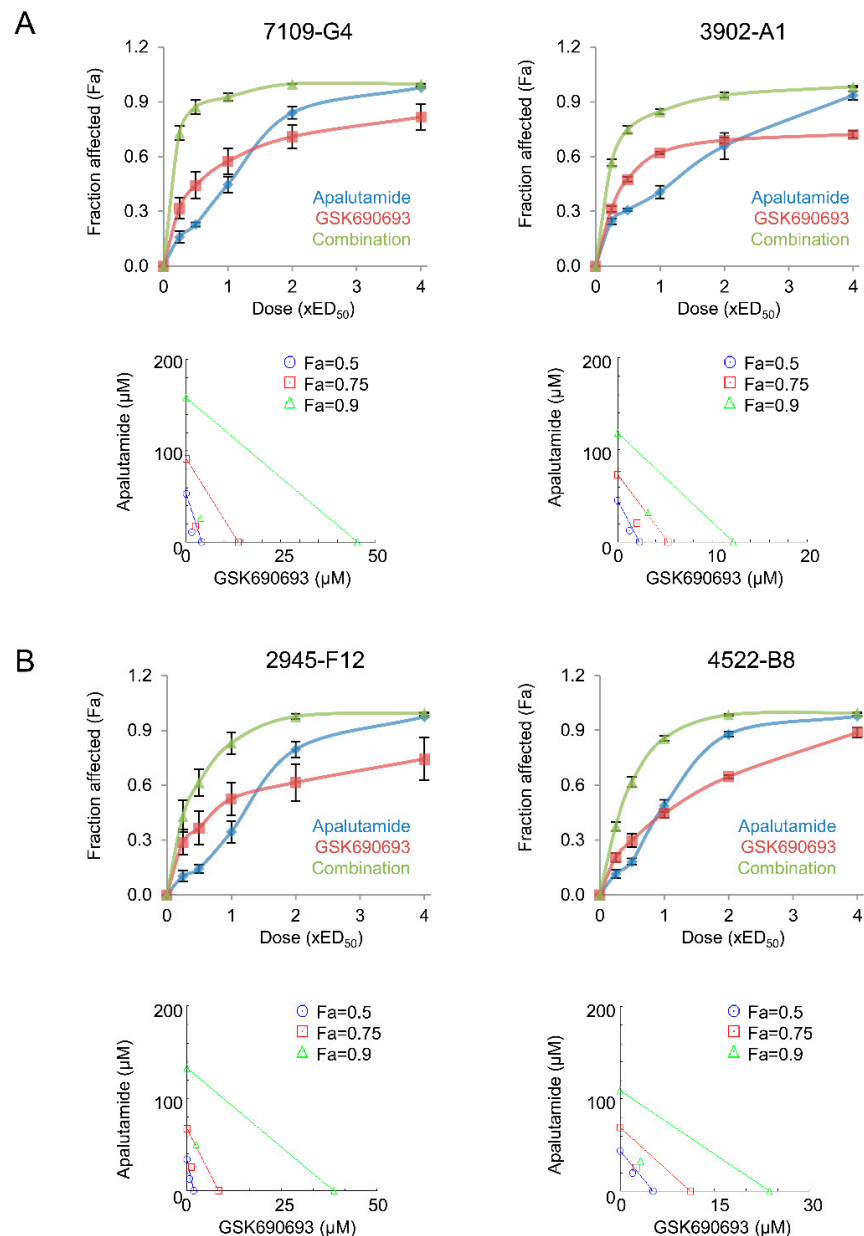 A
7109-G4
3902-A1
Fraction affected (Fa)
1.2
0.9
0.6
0.3
0.0
Apalutamide
GSK690693
Combination
0 1 2 3 4
Dose (xED₅₀)
Fraction affected (Fa)
1.2
0.9
0.6
0.3
0.0
Apalutamide
GSK690693
Combination
0 1 2 3 4
Dose (xED₅₀)
Apalutamide (µM)
200
100
0
Fa=0.5
Fa=0.75
Fa=0.9
0 25 50
GSK690693 (µM)
Apalutamide (µM)
200
100
0
Fa=0.5
Fa=0.75
Fa=0.9
0 10 20
GSK690693 (µM)
B
2945-F12
4522-B8
Fraction affected (Fa)
1.2
0.9
0.6
0.3
0.0
Apalutamide
GSK690693
Combination
0 1 2 3 4
Dose (xED₅₀)
Fraction affected (Fa)
1.2
0.9
0.6
0.3
0.0
Apalutamide
GSK690693
Combination
0 1 2 3 4
Dose (xED₅₀)
Apalutamide (µM)
200
100
0
Fa=0.5
Fa=0.75
Fa=0.9
0 25 50
GSK690693 (µM)
Apalutamide (µM)
200
100
0
Fa=0.5
Fa=0.75
Fa=0.9
0 15 30
GSK690693 (µM)